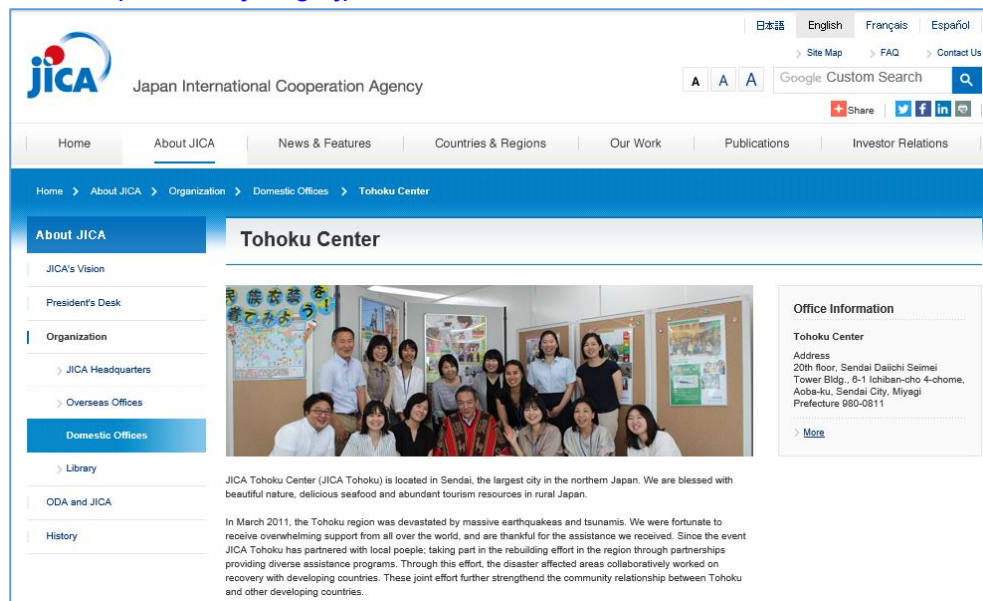 日本語 English Français Español
Site Map FAQ Contact Us
jICA
Japan International Cooperation Agency
A A A Google Custom Search
Share
Home About JICA News & Features Countries & Regions Our Work Publications Investor Relations
Home About JICA Organization Domestic Offices Tohoku Center
About JICA
JICA's Vision
President's Desk
Organization
JICA Headquarters
Overseas Offices
Domestic Offices
Library
ODA and JICA
History
Tohoku Center
民族衣装を
着てみよう!
Office Information
Tohoku Center
Address
20th floor, Sendai Daiichi Seimei
Tower Bldg., 6-1 Ichiban-cho 4-chome,
Aoba-ku, Sendai City, Miyagi
Prefecture 980-0811
More
JICA Tohoku Center (JICA Tohoku) is located in Sendai, the largest city in the northern Japan. We are blessed with
beautiful nature, delicious seafood and abundant tourism resources in rural Japan.
In March 2011, the Tohoku region was devastated by massive earthquakeas and tsunamis. We were fortunate to
receive overwhelming support from all over the world, and are thankful for the assistance we received. Since the event
JICA Tohoku has partnered with local poeple; taking part in the rebuilding effort in the region through partnerships
providing diverse assistance programs. Through this effort, the disaster affected areas collaboratively worked on
recovery with developing countries. These joint effort further strengthend the community relationship between Tohoku
and other developing countries.